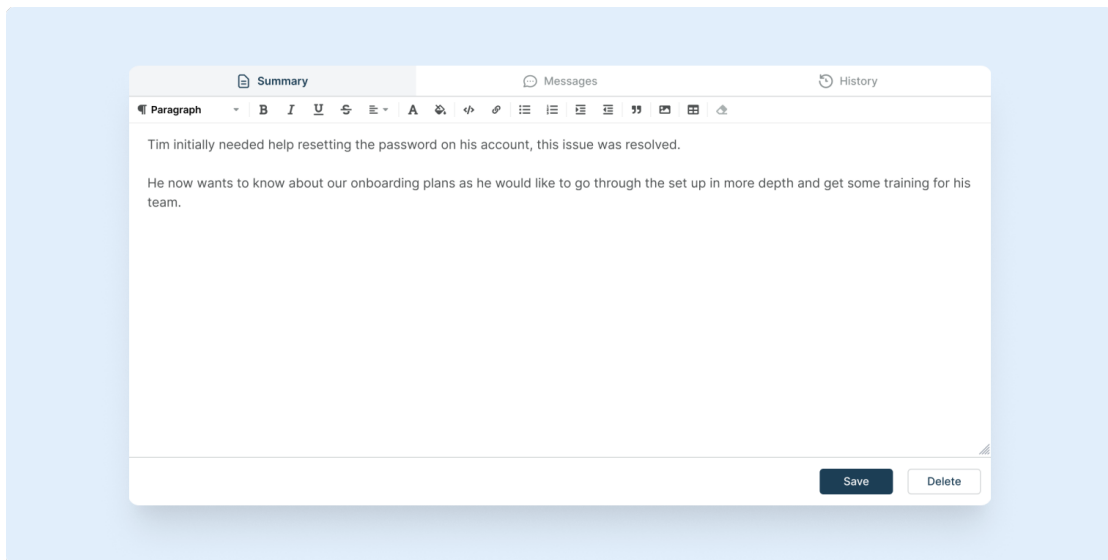 Summary
Messages
History
Paragraph
Tim initially needed help resetting the password on his account, this issue was resolved.
He now wants to know about our onboarding plans as he would like to go through the set up in more depth and get some training for his
team.
Save
Delete